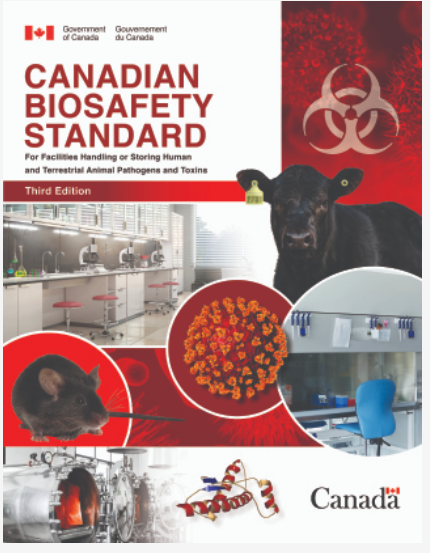 Government
of Canada
Gouvernement
du Canada
CANADIAN
BIOSAFETY
STANDARD
For Facilities Handling or Storing Human
and Terrestrial Animal Pathogens and Toxins
Third Edition
Canada